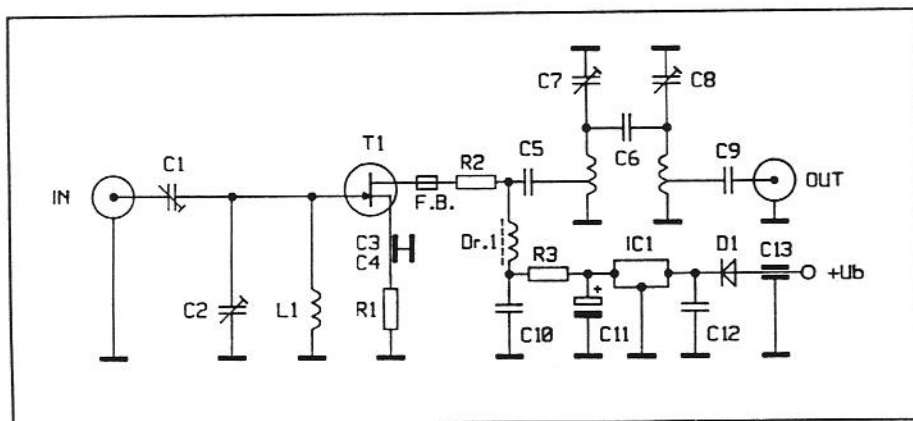 C7
C8
T1
C6
C1
R2
C5
C9
IN
F.B.
OUT
C3
C4
Dr.1
R3
IC1
D1
C13
+Ub
C2
L1
R1
+
C10
C11
C12